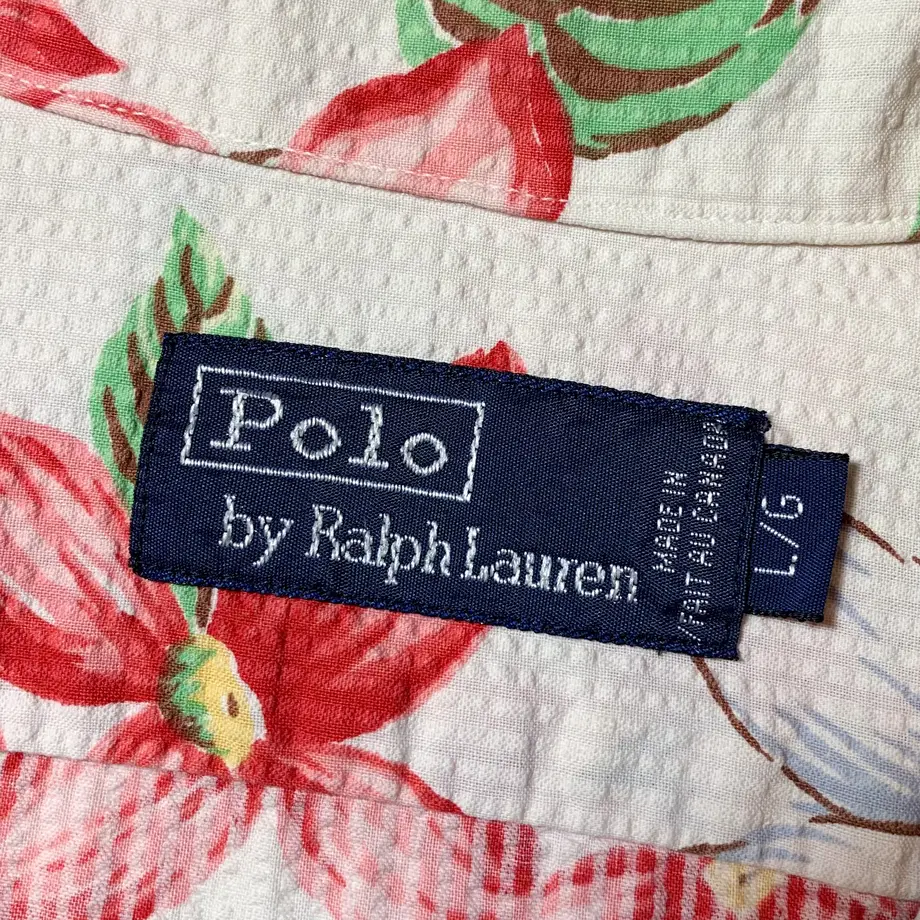 Polo
by Ralph Lauren
MADE IN
/FAIT AU CANADA
L/G